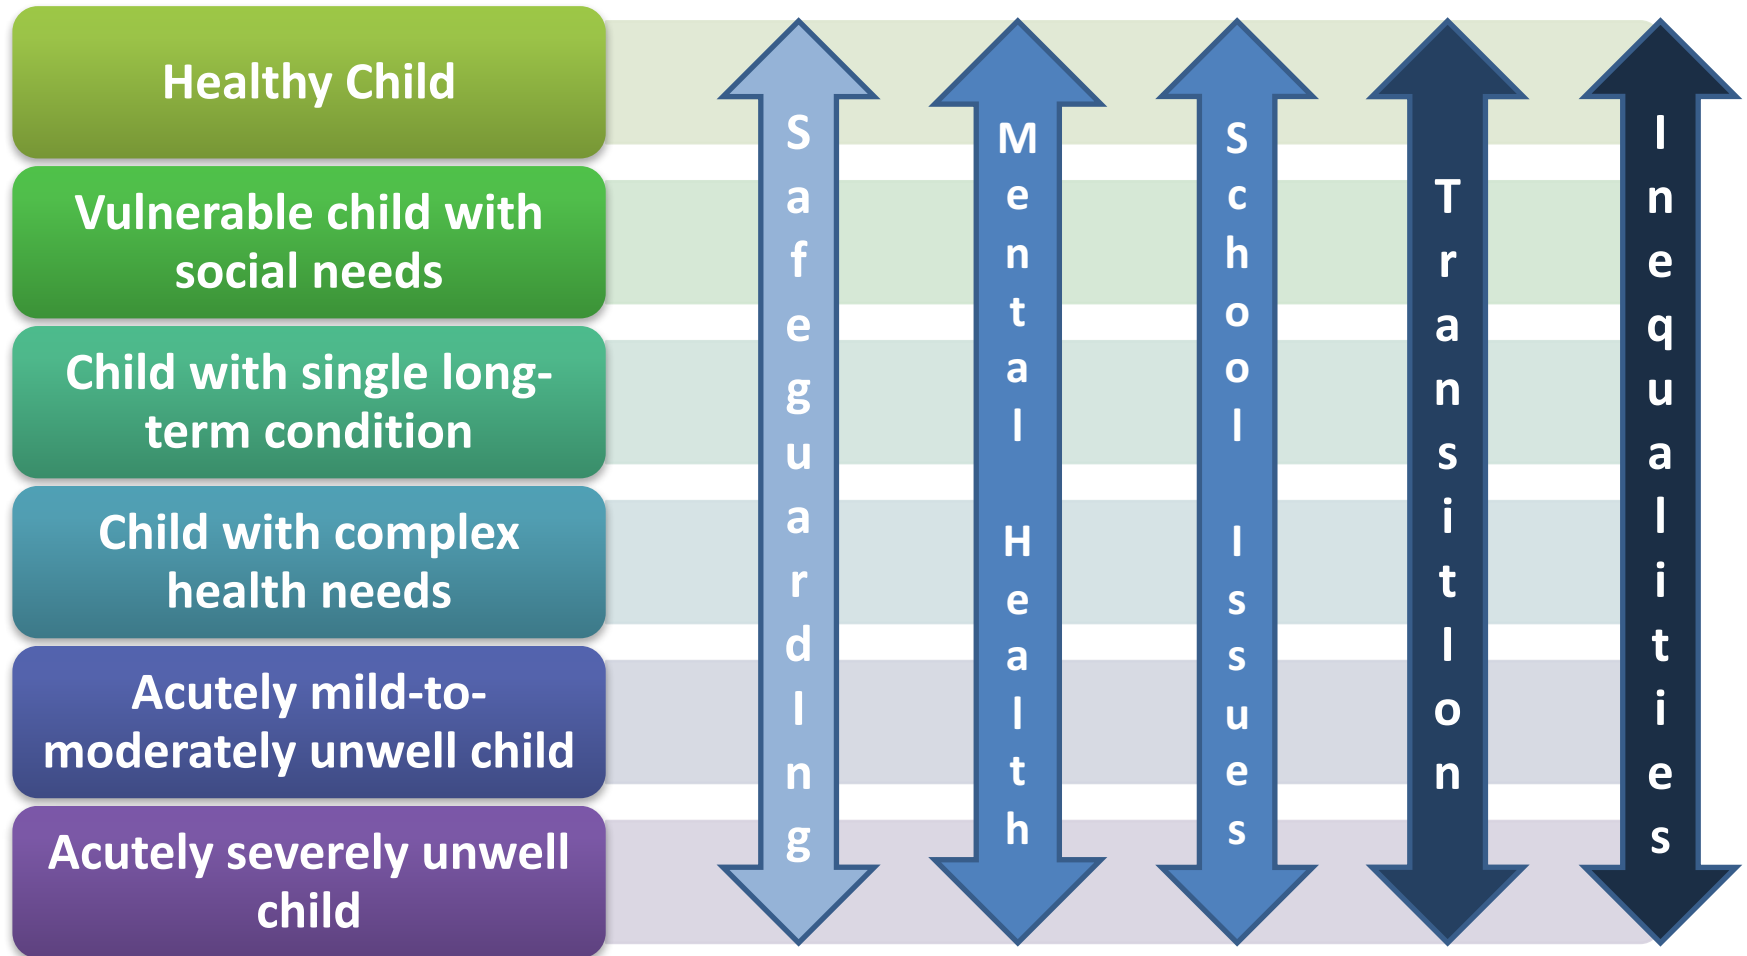 Healthy Child
Vulnerable child with
social needs
Child with single long-
term condition
Child with complex
health needs
Acutely mild-to-
moderately unwell child
Acutely severely unwell
child
SafeguardIng
Mental Health
School Issues
TransitIon
Inequalities